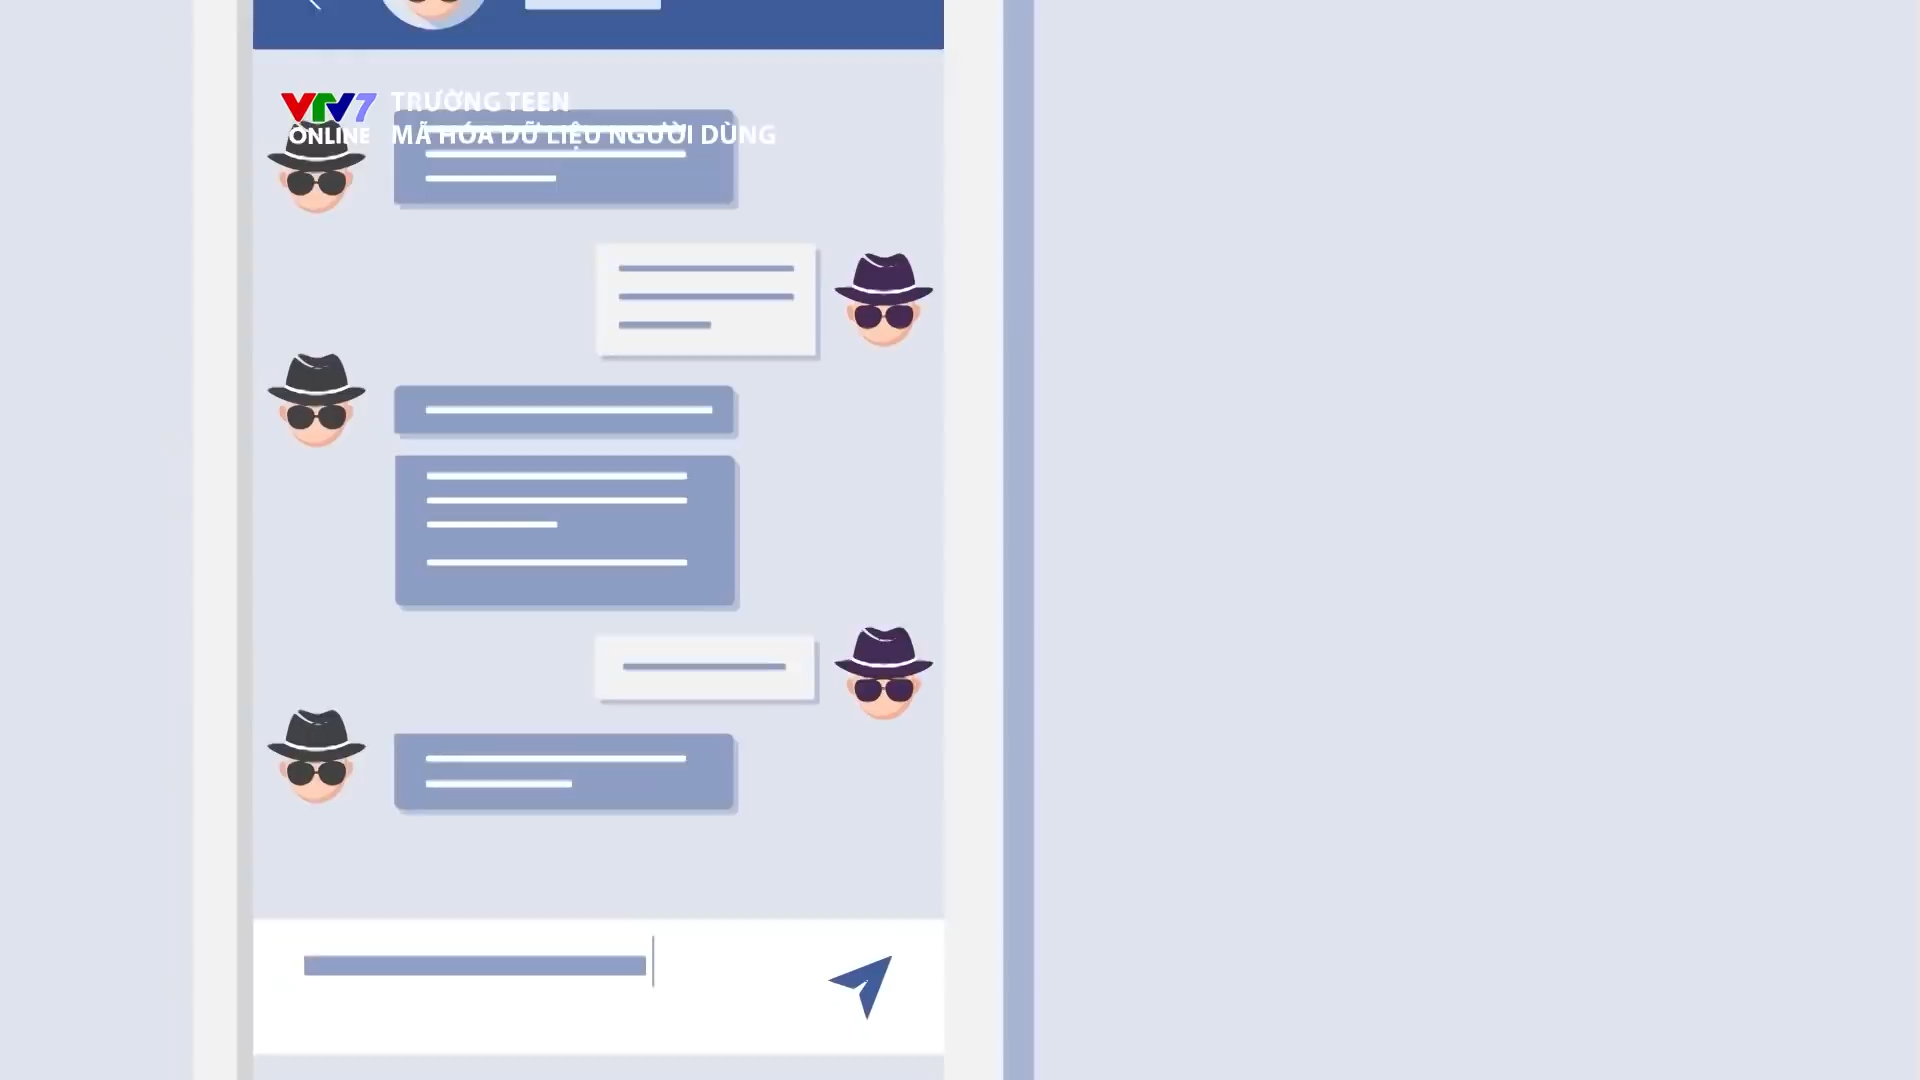 VTV7
ONLINE
TRƯỜNG TEEN
MÃ HÓA DỮ LIỆU NGƯỜI DÙNG